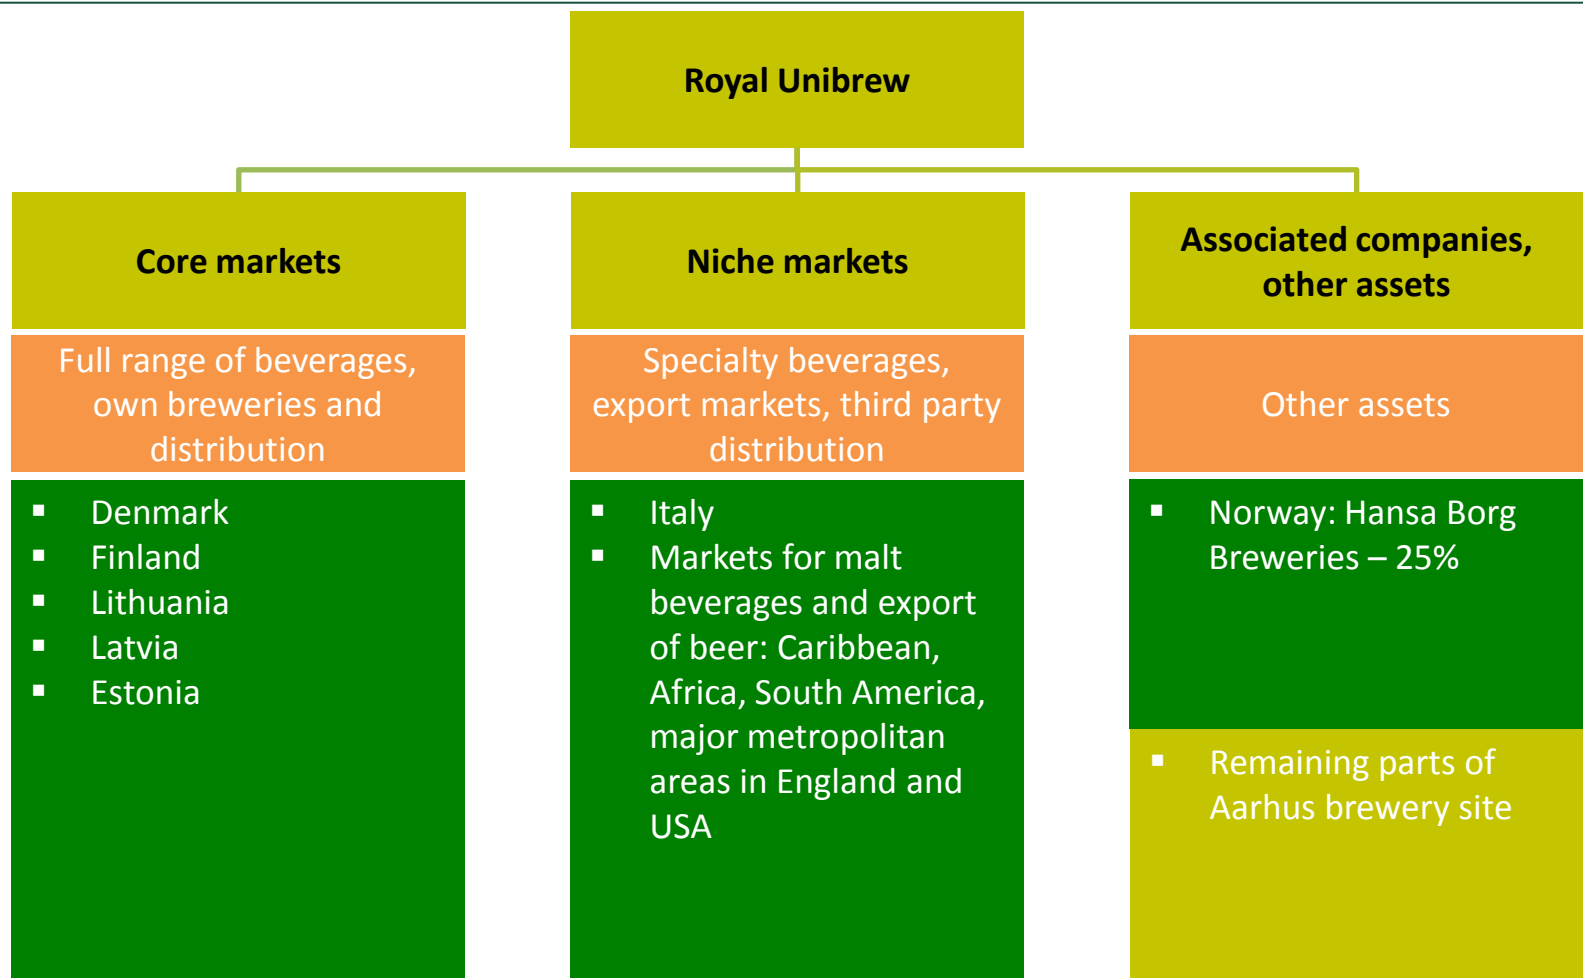 Royal Unibrew
Core markets
Full range of beverages,
own breweries and
distribution
▪ Denmark
▪ Finland
▪ Lithuania
▪ Latvia
▪ Estonia
Niche markets
Specialty beverages,
export markets, third party
distribution
▪ Italy
▪ Markets for malt
beverages and export
of beer: Caribbean,
Africa, South America,
major metropolitan
areas in England and
USA
Associated companies,
other assets
Other assets
▪ Norway: Hansa Borg
Breweries – 25%
▪ Remaining parts of
Aarhus brewery site